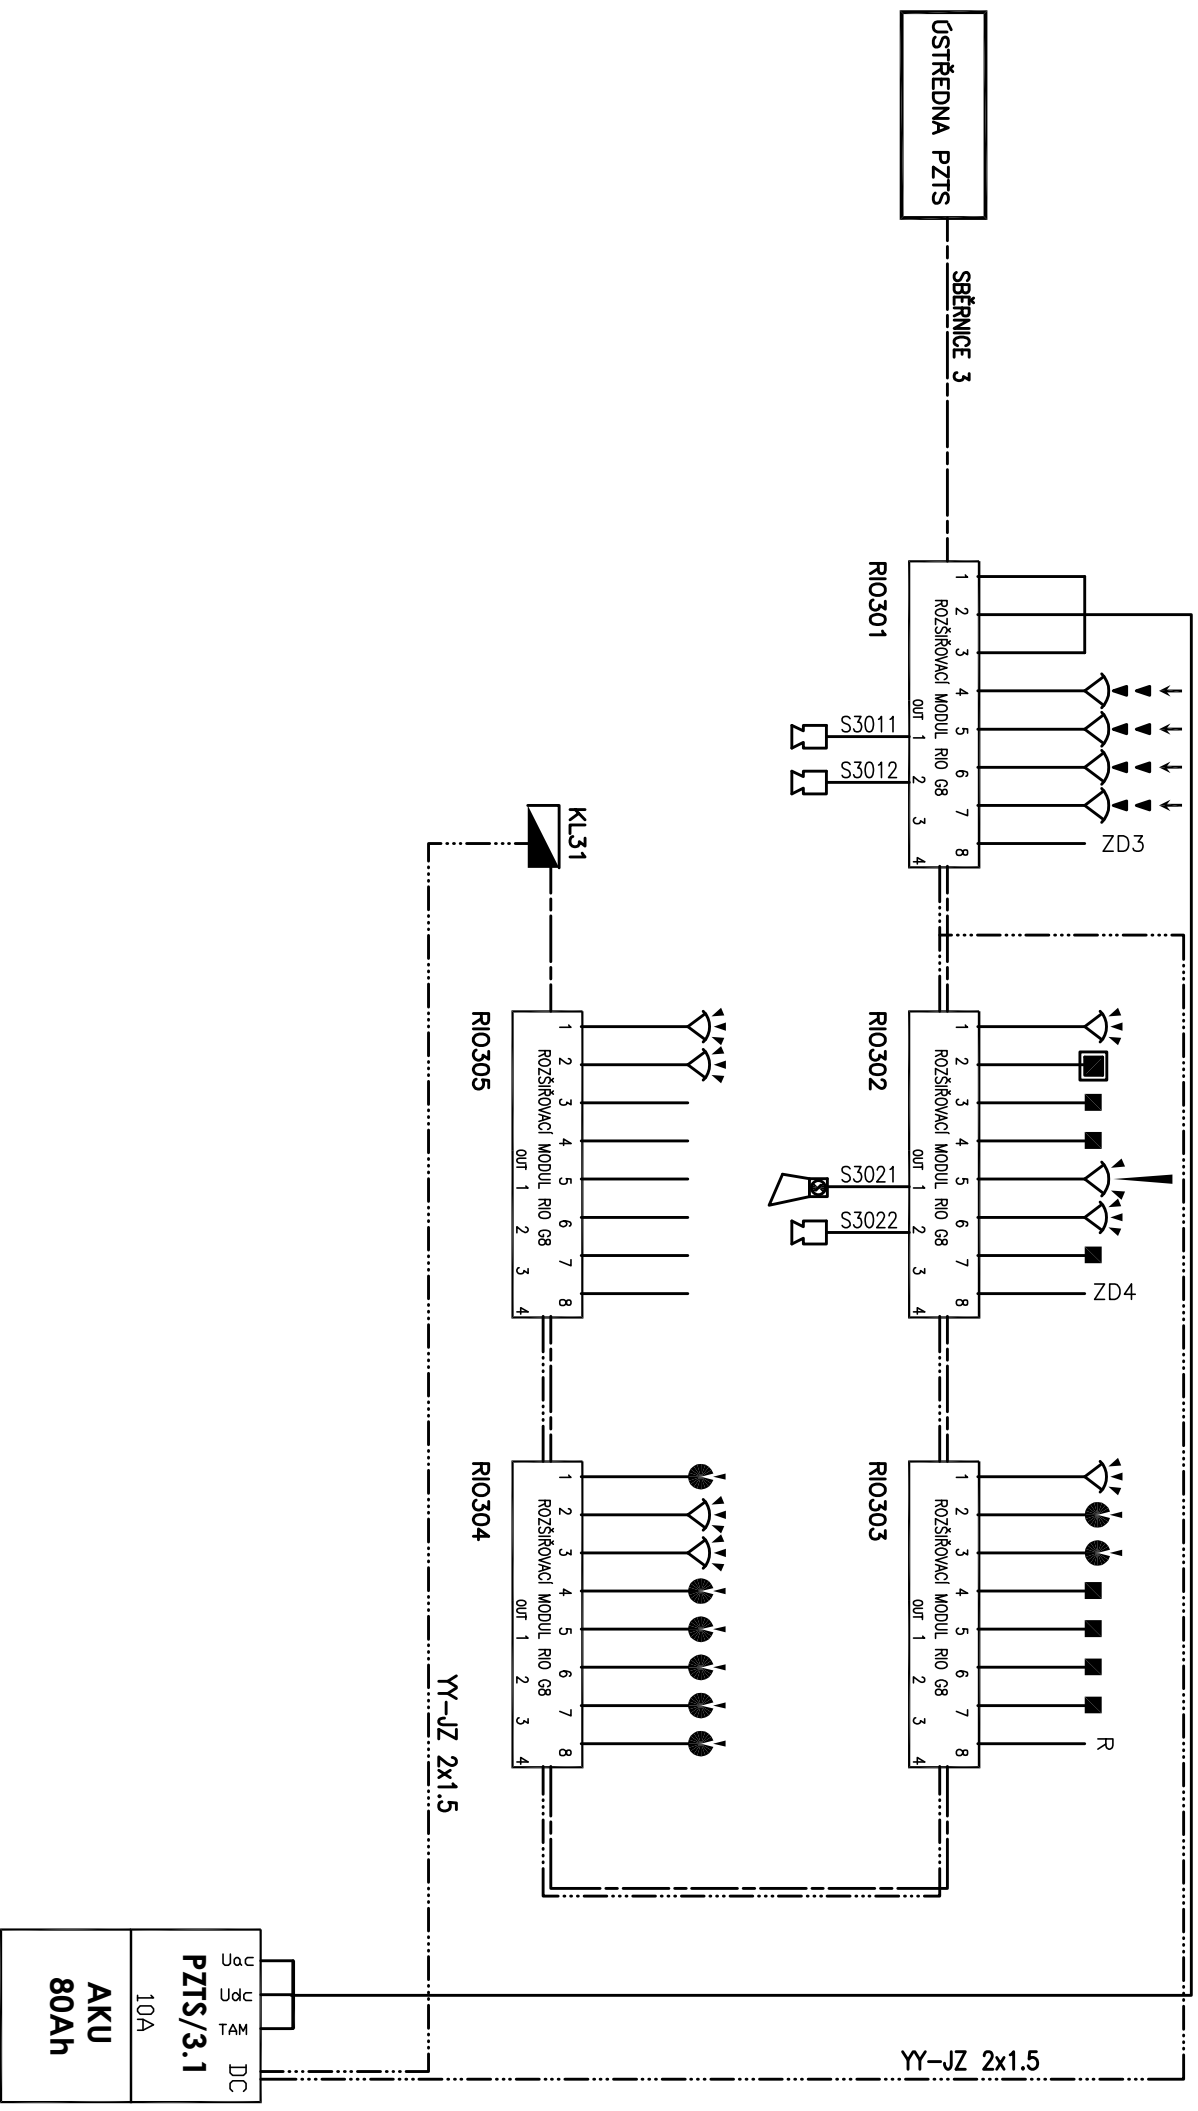 ÚSTŘEDNA PZTS
SBĚRNICE 3
RIO301
1 2 3 4 5 6 7 8
ROZŠIŘOVACÍ MODUL RIO G8
OUT 1 2 3 4
S3011
S3012
ZD3
RIO302
1 2 3 4 5 6 7 8
ROZŠIŘOVACÍ MODUL RIO G8
OUT 1 2 3 4
S3021
S3022
ZD4
RIO303
1 2 3 4 5 6 7 8
ROZŠIŘOVACÍ MODUL RIO G8
OUT 1 2 3 4
R
KL31
RIO305
1 2 3 4 5 6 7 8
ROZŠIŘOVACÍ MODUL RIO G8
OUT 1 2 3 4
RIO304
1 2 3 4 5 6 7 8
ROZŠIŘOVACÍ MODUL RIO G8
OUT 1 2 3 4
YY-JZ 2x1.5
YY-JZ 2x1.5
Uac
Udc
TAM
DC
PZTS/3.1
10A
AKU
80Ah